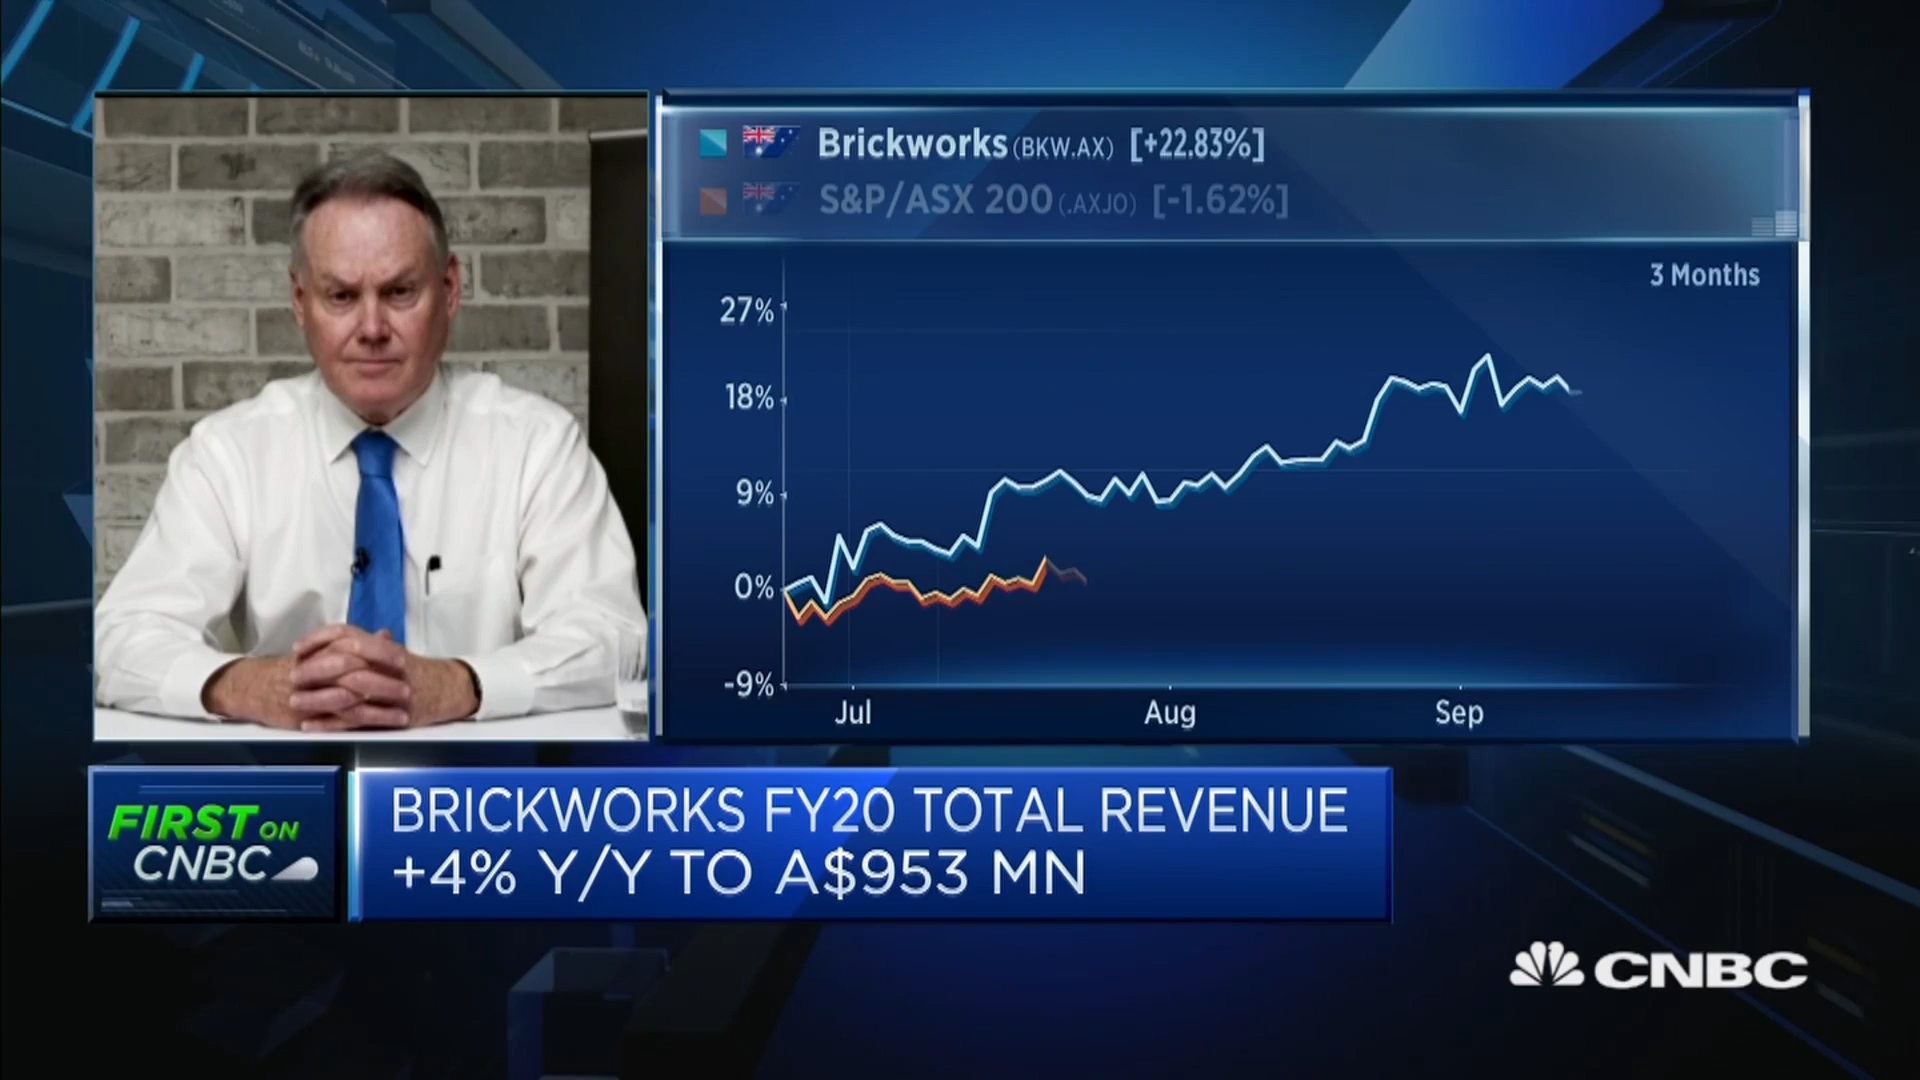 Brickworks (BKW.AX) [+22.83%]
S&P/ASX 200 (.AXJO) [-1.62%]
3 Months
27%
18%
9%
0%
-9%
Jul Aug Sep
FIRST ON
CNBC
BRICKWORKS FY20 TOTAL REVENUE
+4% Y/Y TO A$953 MN
CNBC